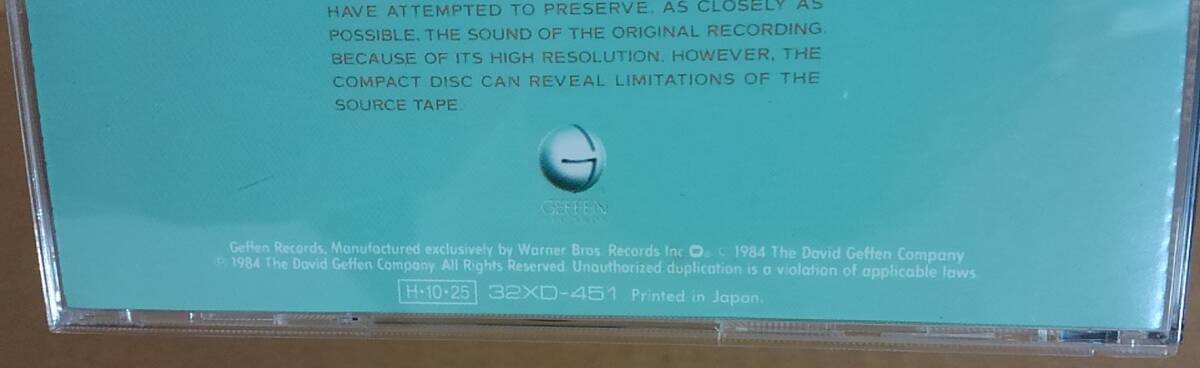 HAVE ATTEMPTED TO PRESERVE, AS CLOSELY AS
POSSIBLE, THE SOUND OF THE ORIGINAL RECORDING.
BECAUSE OF ITS HIGH RESOLUTION, HOWEVER, THE
COMPACT DISC CAN REVEAL LIMITATIONS OF THE
SOURCE TAPE.
GEFFEN
Geffen Records, Manufactured exclusively by Warner Bros. Records Inc. © 1984 The David Geffen Company
℗ 1984 The David Geffen Company. All Rights Reserved. Unauthorized duplication is a violation of applicable laws.
H·10·25 32XD-451 Printed in Japan.